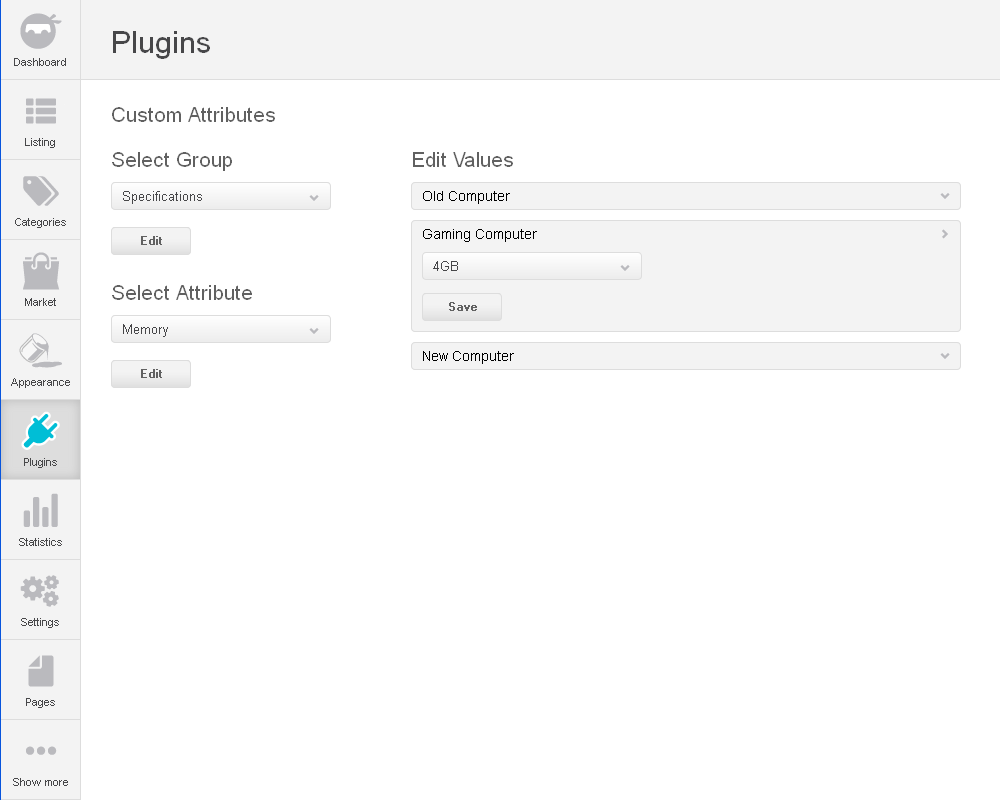 Dashboard
Listing
Categories
Market
Appearance
Plugins
Statistics
Settings
Pages
Show more
Plugins
Custom Attributes
Select Group
Specifications
Edit
Select Attribute
Memory
Edit
Edit Values
Old Computer
Gaming Computer
4GB
Save
New Computer